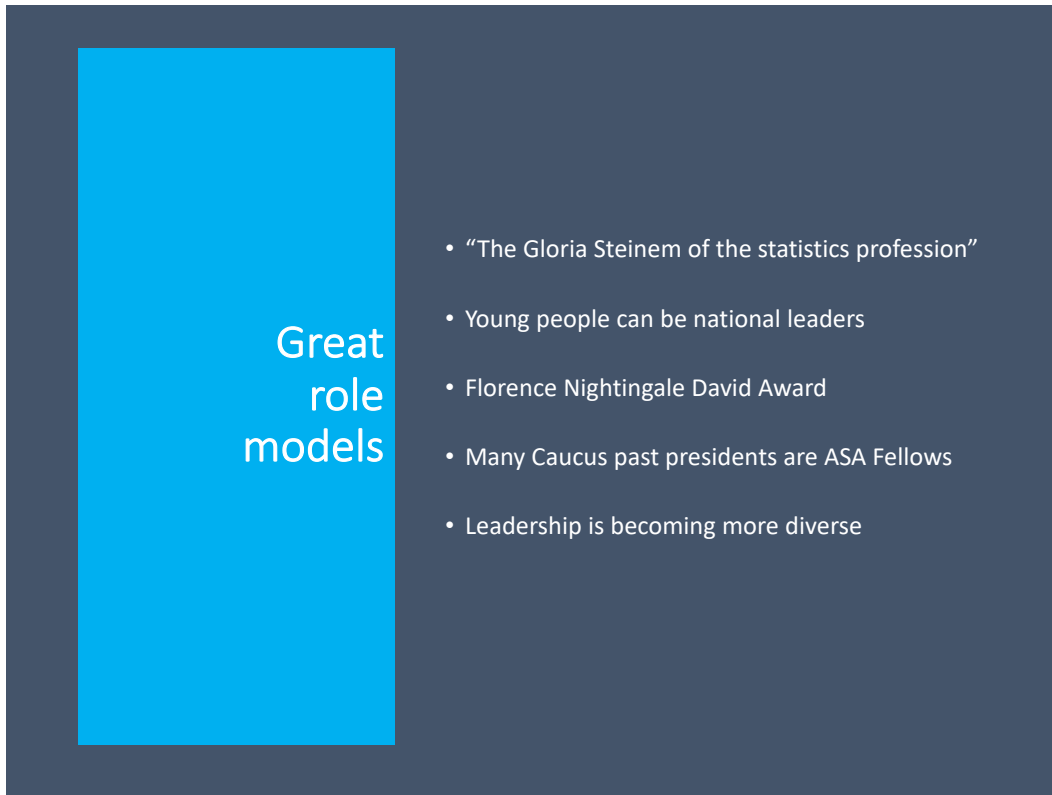 Great
role
models
• “The Gloria Steinem of the statistics profession”
• Young people can be national leaders
• Florence Nightingale David Award
• Many Caucus past presidents are ASA Fellows
• Leadership is becoming more diverse